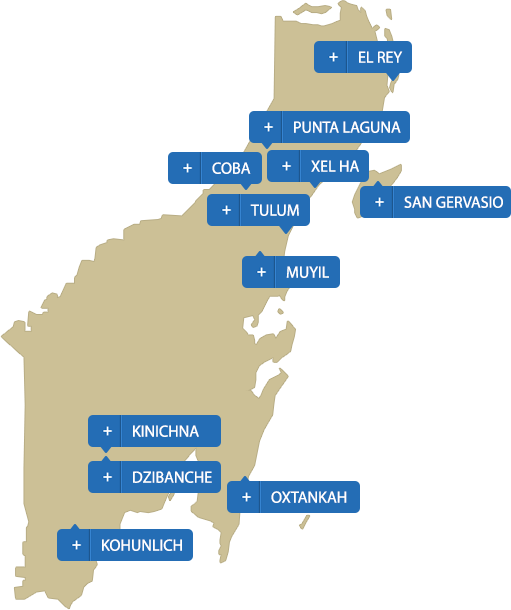 + EL REY
+ PUNTA LAGUNA
+ COBA
+ XEL HA
+ SAN GERVASIO
+ TULUM
+ MUYIL
+ KINICHNA
+ DZIBANCHE
+ OXTANKAH
+ KOHUNLICH